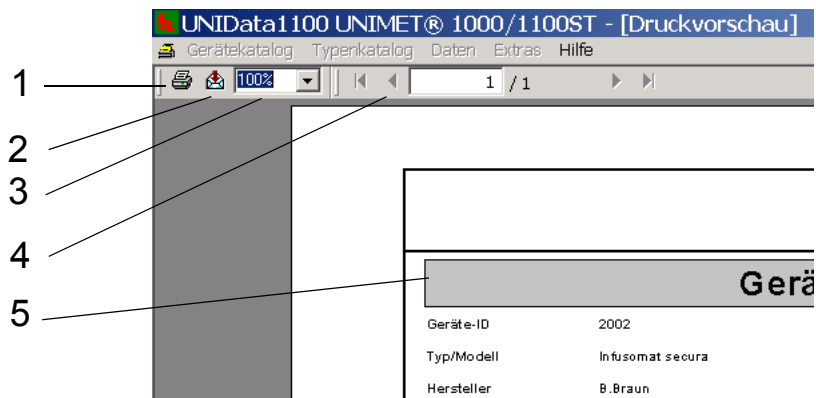 UNIData1100 UNIMET® 1000/1100ST - [Druckvorschau]
Gerätekatalog Typenkatalog Daten Extras Hilfe
1
100% 1 / 1
2
3
4
5
Gerä
Geräte-ID 2002
Typ/Modell Infusomat secura
Hersteller B.Braun